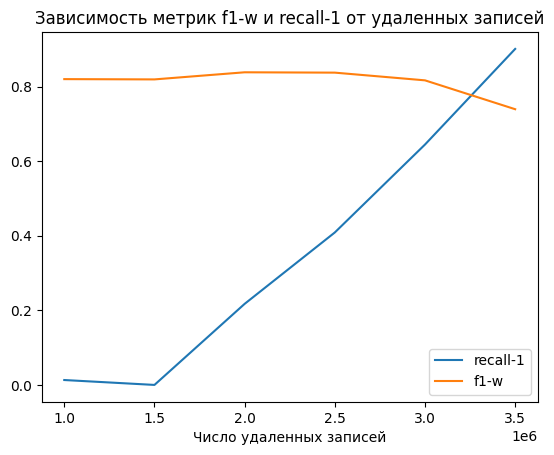 Зависимость метрик f1-w и recall-1 от удаленных записей
0.8
0.6
0.4
0.2
0.0
recall-1
f1-w
1.0 1.5 2.0 2.5 3.0 3.5
1e6
Число удаленных записей